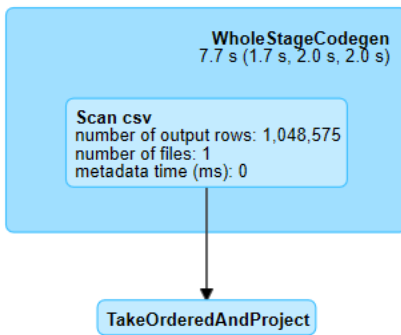 WholeStageCodegen
7.7 s (1.7 s, 2.0 s, 2.0 s)
Scan csv
number of output rows: 1,048,575
number of files: 1
metadata time (ms): 0
TakeOrderedAndProject